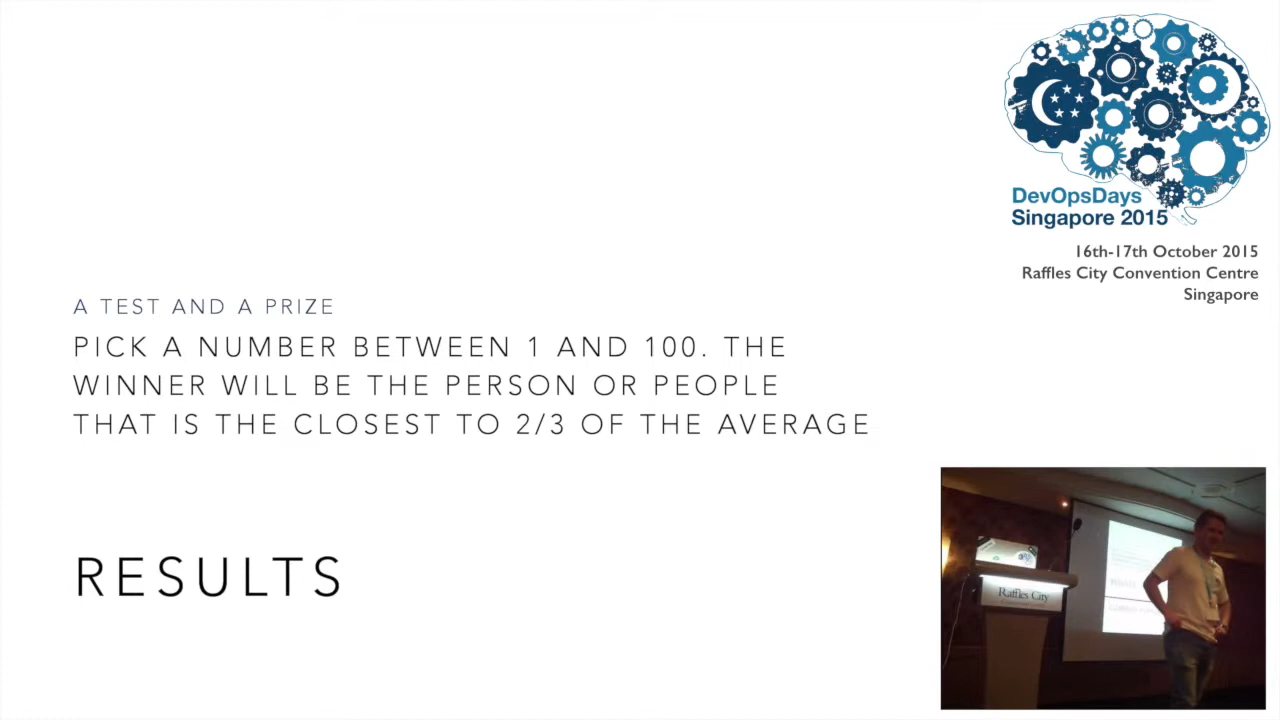 DevOpsDays
Singapore 2015
16th-17th October 2015
Raffles City Convention Centre
Singapore
A TEST AND A PRIZE
PICK A NUMBER BETWEEN 1 AND 100. THE
WINNER WILL BE THE PERSON OR PEOPLE
THAT IS THE CLOSEST TO 2/3 OF THE AVERAGE
RESULTS
Raffles City